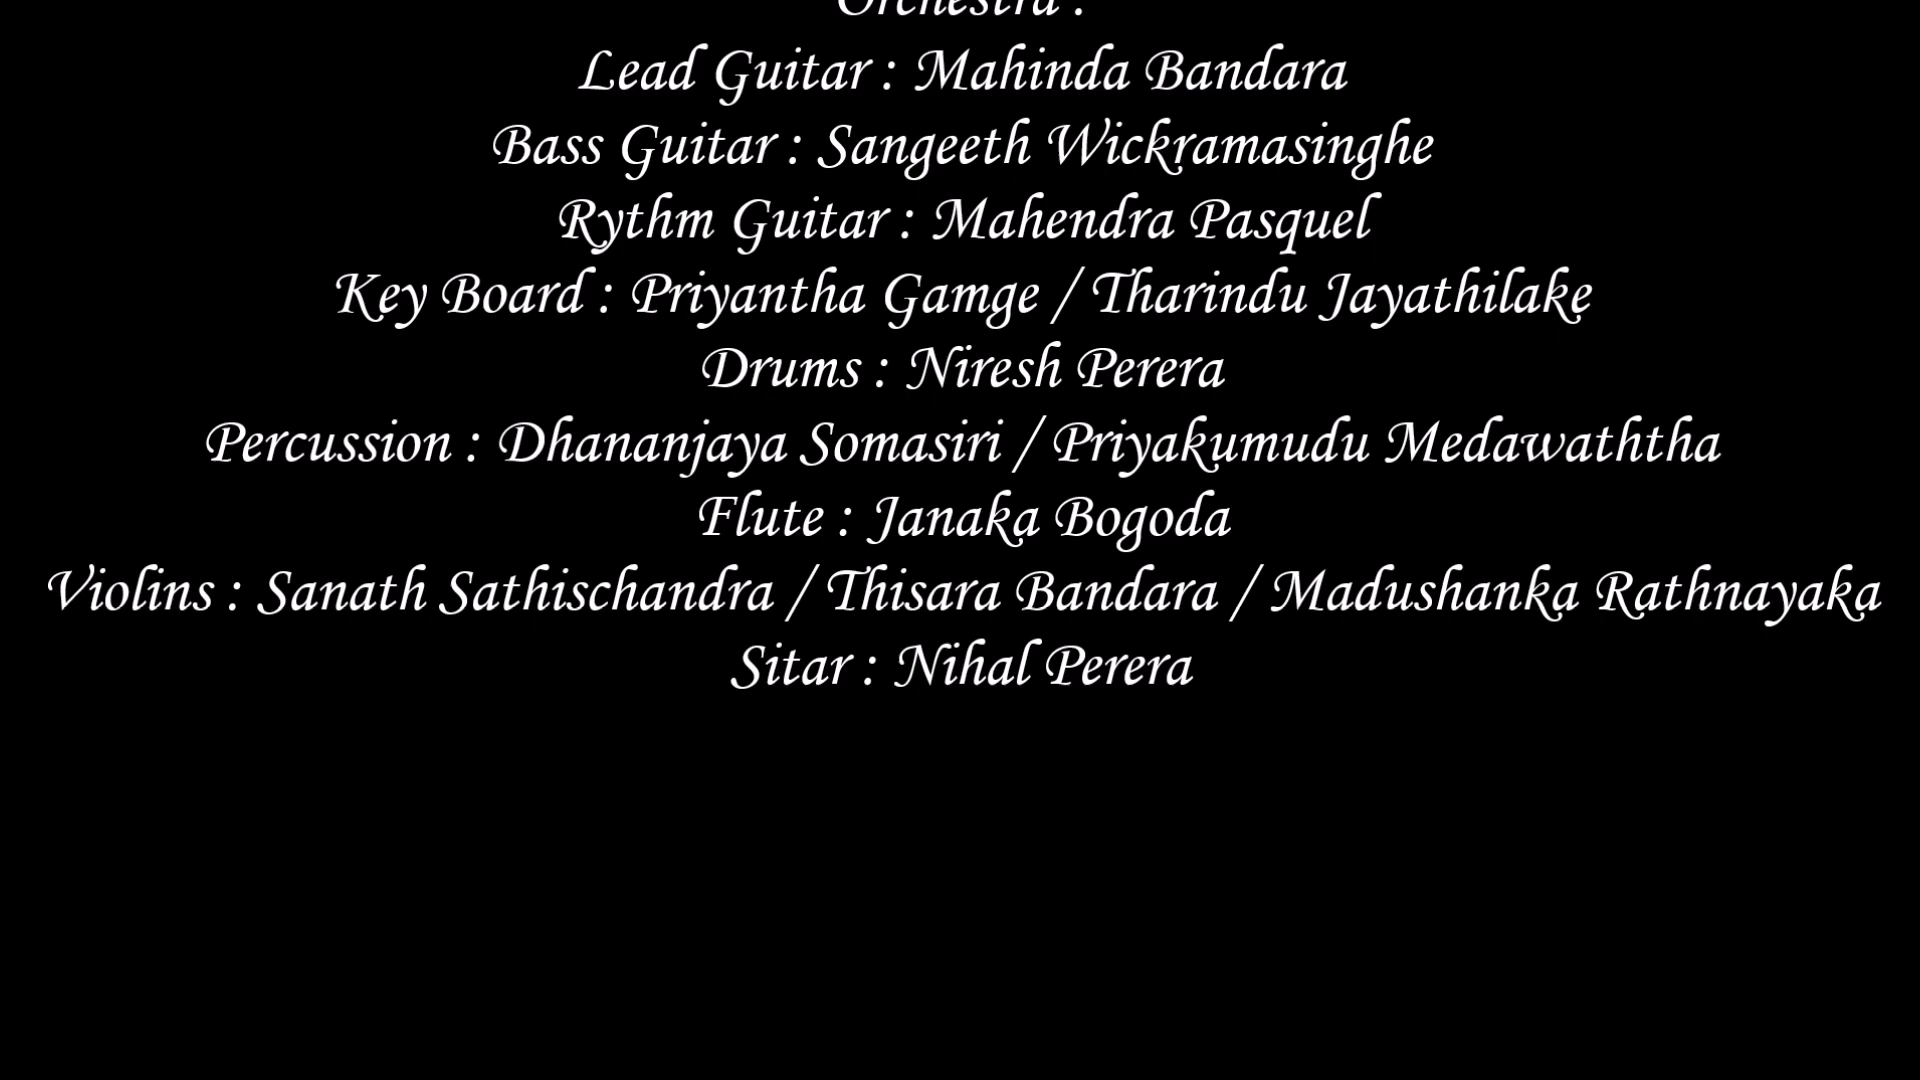 Orchestra :
Lead Guitar : Mahinda Bandara
Bass Guitar : Sangeeth Wickramasinghe
Rythm Guitar : Mahendra Pasquel
Key Board : Priyantha Gamge / Tharindu Jayathilake
Drums : Niresh Perera
Percussion : Dhananjaya Somasiri / Priyakumudu Medawaththa
Flute : Janaka Bogoda
Violins : Sanath Sathischandra / Thisara Bandara / Madushanka Rathnayaka
Sitar : Nihal Perera